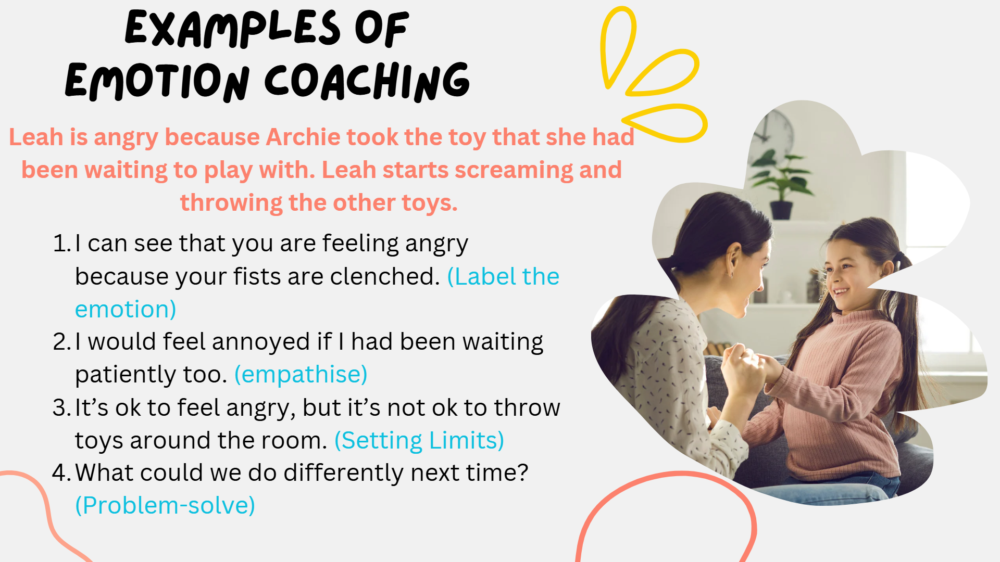 EXAMPLES OF
EMOTION COACHING
Leah is angry because Archie took the toy that she had
been waiting to play with. Leah starts screaming and
throwing the other toys.
1. I can see that you are feeling angry
because your fists are clenched. (Label the
emotion)
2. I would feel annoyed if I had been waiting
patiently too. (empathise)
3. It’s ok to feel angry, but it’s not ok to throw
toys around the room. (Setting Limits)
4. What could we do differently next time?
(Problem-solve)